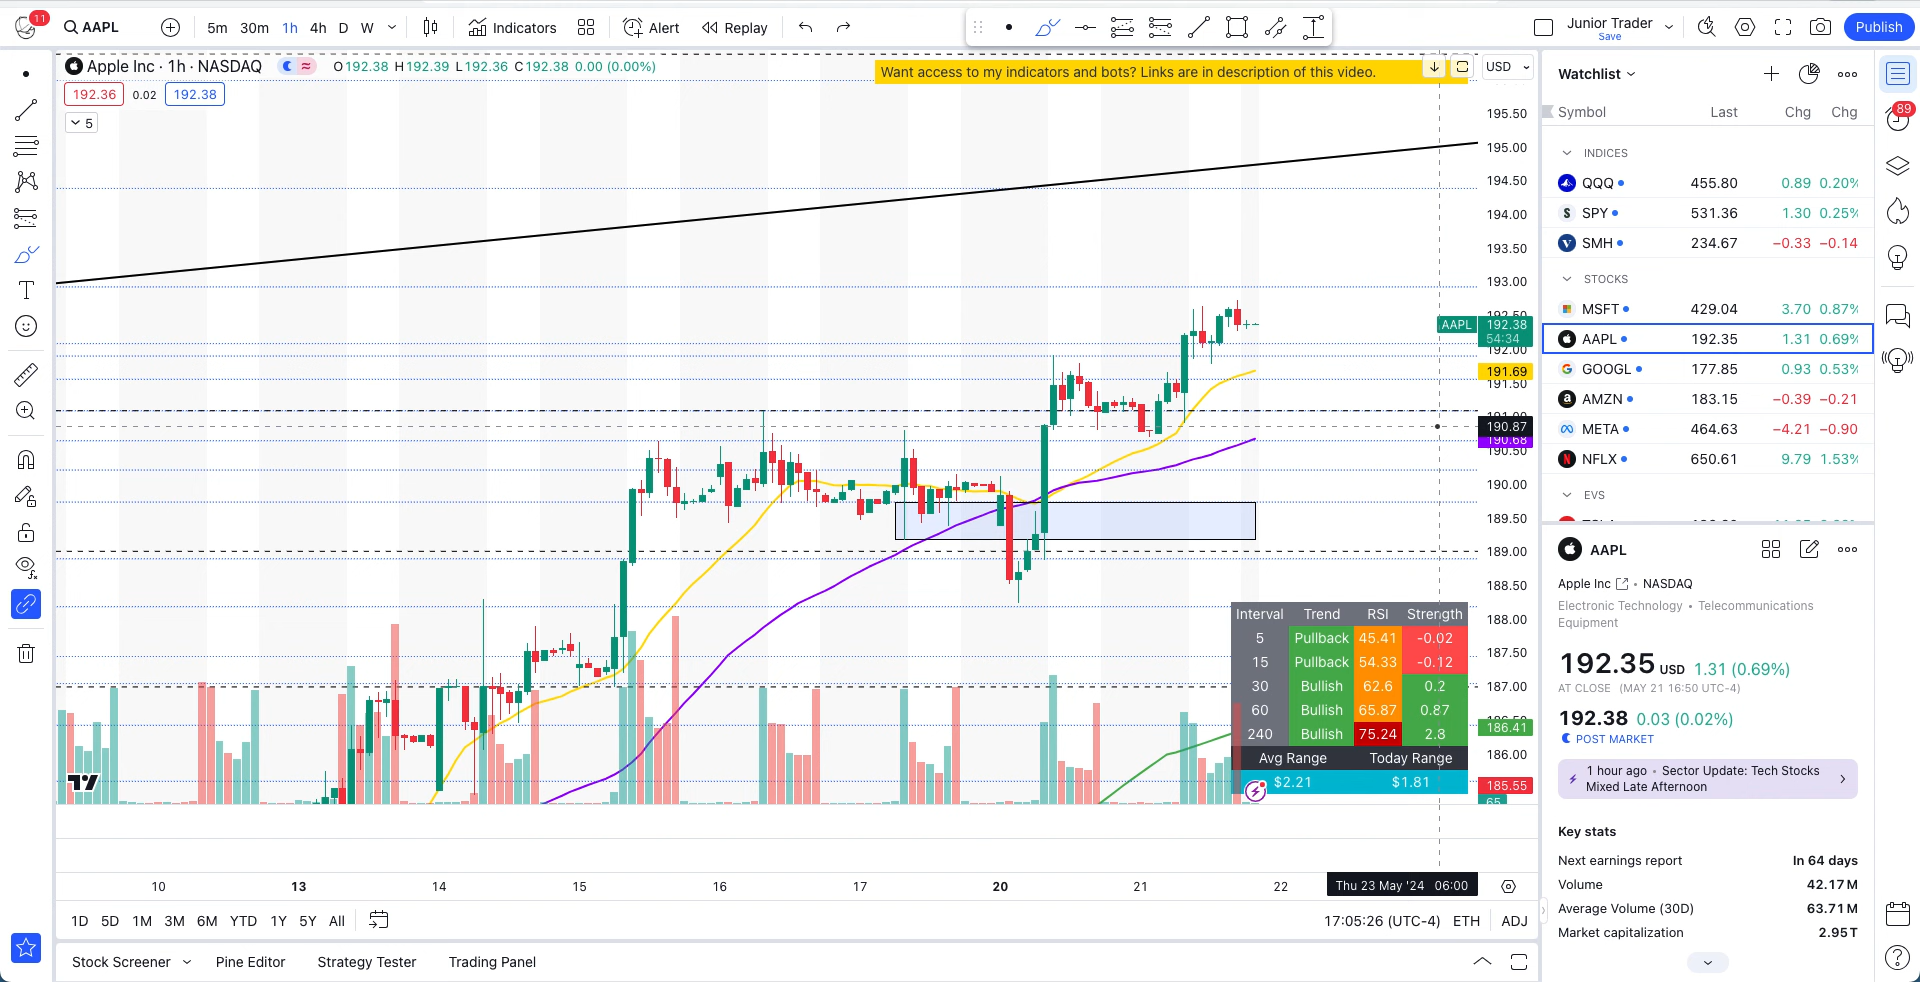 11
AAPL
5m 30m 1h 4h D W
Indicators
Alert
Replay
Junior Trader
Save
Publish
Apple Inc · 1h · NASDAQ
O192.38 H192.39 L192.36 C192.38 0.00 (0.00%)
Want access to my indicators and bots? Links are in description of this video.
USD
192.36 0.02 192.38
5
195.50
195.00
194.50
194.00
193.50
193.00
AAPL 192.38
54:34
192.00
191.69
191.50
190.87
190.68
190.50
190.00
189.50
189.00
188.50
188.00
187.50
187.00
186.41
186.00
185.55
65
Interval Trend RSI Strength
5 Pullback 45.41 -0.02
15 Pullback 54.33 -0.12
30 Bullish 62.6 0.2
60 Bullish 65.87 0.87
240 Bullish 75.24 2.8
Avg Range Today Range
$2.21 $1.81
10 13 14 15 16 17 20 21 22
Thu 23 May '24 06:00
1D 5D 1M 3M 6M YTD 1Y 5Y All
17:05:26 (UTC-4) ETH ADJ
Stock Screener
Pine Editor
Strategy Tester
Trading Panel
Watchlist
89
Symbol Last Chg Chg
INDICES
QQQ 455.80 0.89 0.20%
SPY 531.36 1.30 0.25%
SMH 234.67 −0.33 −0.14
STOCKS
MSFT 429.04 3.70 0.87%
AAPL 192.35 1.31 0.69%
GOOGL 177.85 0.93 0.53%
AMZN 183.15 −0.39 −0.21
META 464.63 −4.21 −0.90
NFLX 650.61 9.79 1.53%
EVS
AAPL
Apple Inc • NASDAQ
Electronic Technology • Telecommunications
Equipment
192.35 USD 1.31 (0.69%)
AT CLOSE (MAY 21 16:50 UTC-4)
192.38 0.03 (0.02%)
POST MARKET
1 hour ago • Sector Update: Tech Stocks
Mixed Late Afternoon
Key stats
Next earnings report In 64 days
Volume 42.17M
Average Volume (30D) 63.71M
Market capitalization 2.95T